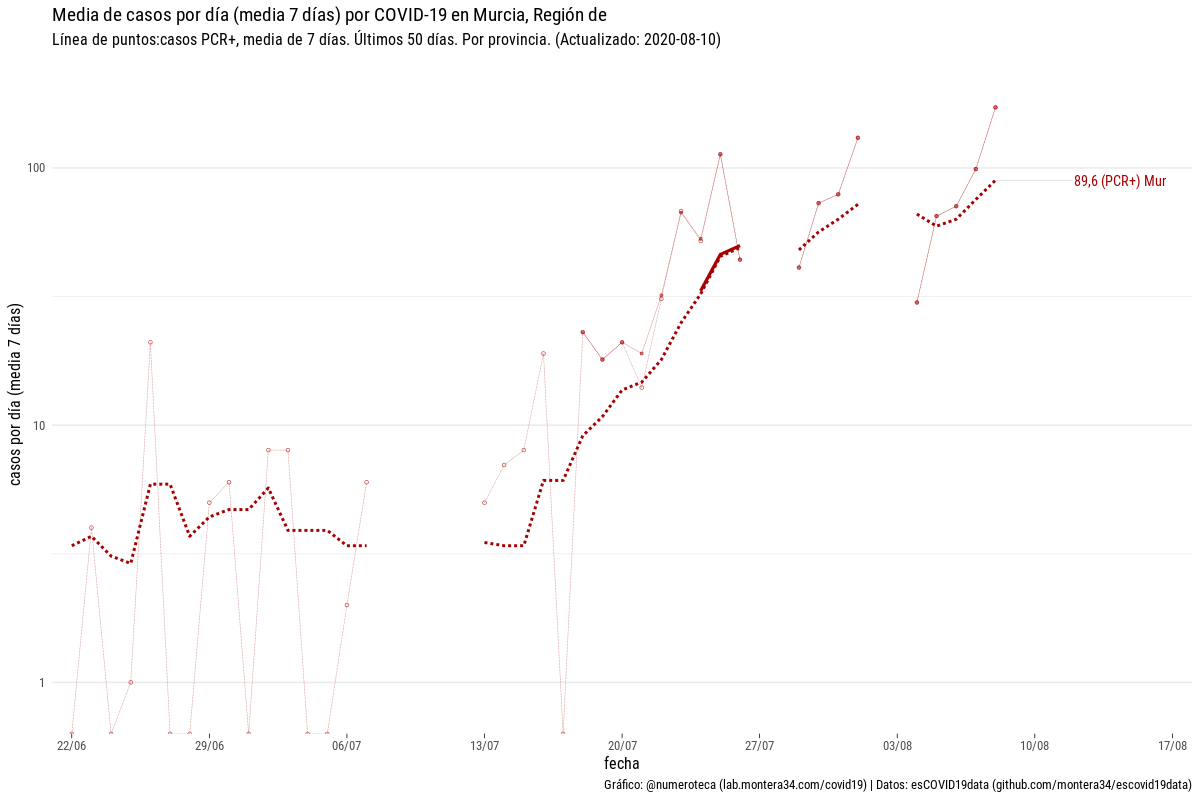 Media de casos por día (media 7 días) por COVID-19 en Murcia, Región de
Línea de puntos:casos PCR+, media de 7 días. Últimos 50 días. Por provincia. (Actualizado: 2020-08-10)
100
89,6 (PCR+) Mur
casos por día (media 7 días)
10
1
22/06 29/06 06/07 13/07 20/07 27/07 03/08 10/08 17/08
fecha
Gráfico: @numeroteca (lab.montera34.com/covid19) | Datos: esCOVID19data (github.com/montera34/escovid19data)